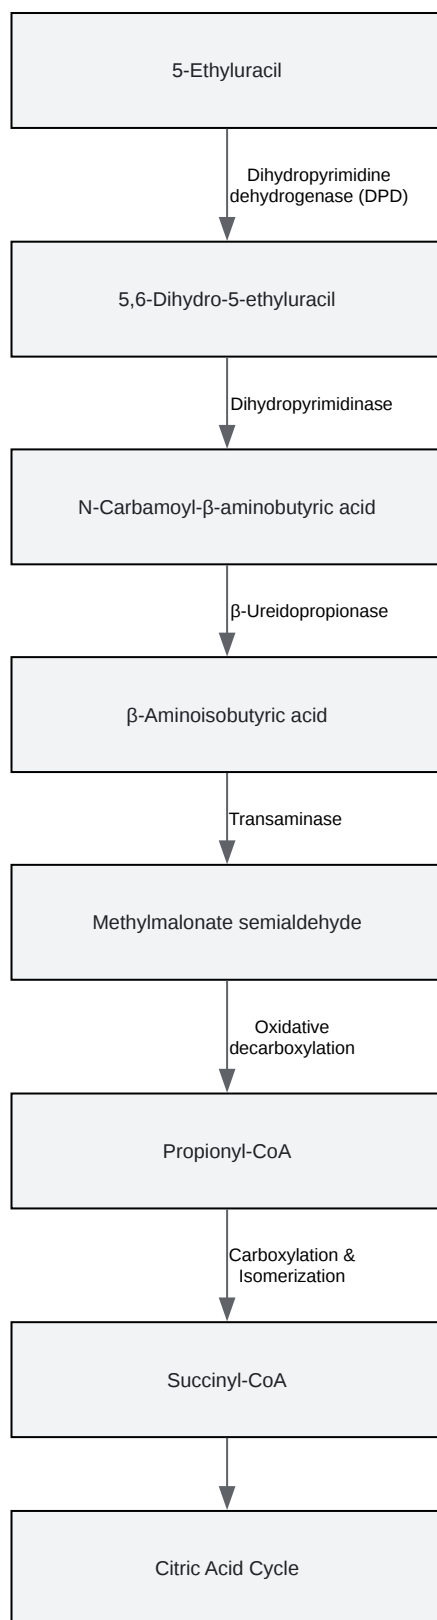 5-Ethyluracil
Dihydropyrimidine
dehydrogenase (DPD)
5,6-Dihydro-5-ethyluracil
Dihydropyrimidinase
N-Carbamoyl-β-aminobutyric acid
β-Ureidopropionase
β-Aminoisobutyric acid
Transaminase
Methylmalonate semialdehyde
Oxidative
decarboxylation
Propionyl-CoA
Carboxylation &
Isomerization
Succinyl-CoA
Citric Acid Cycle